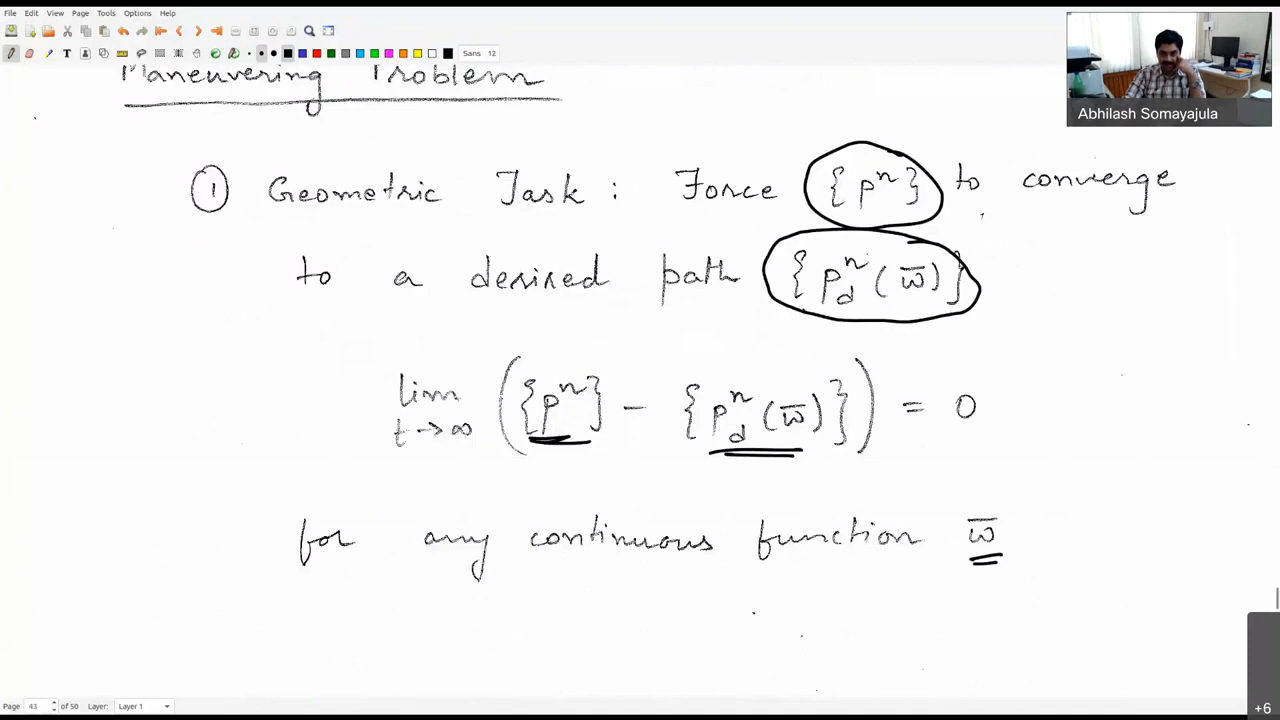 File Edit View Page Tools Options Help
Sans 12
Abhilash Somayajula
Maneuvering Problem
① Geometric Task : Force {pⁿ} to converge
to a desired path {p_dⁿ(ϖ)}
lim t→∞ ({pⁿ} - {p_dⁿ(ϖ)}) = 0
for any continuous function ϖ
Page 43 of 50 Layer: Layer 1
+6